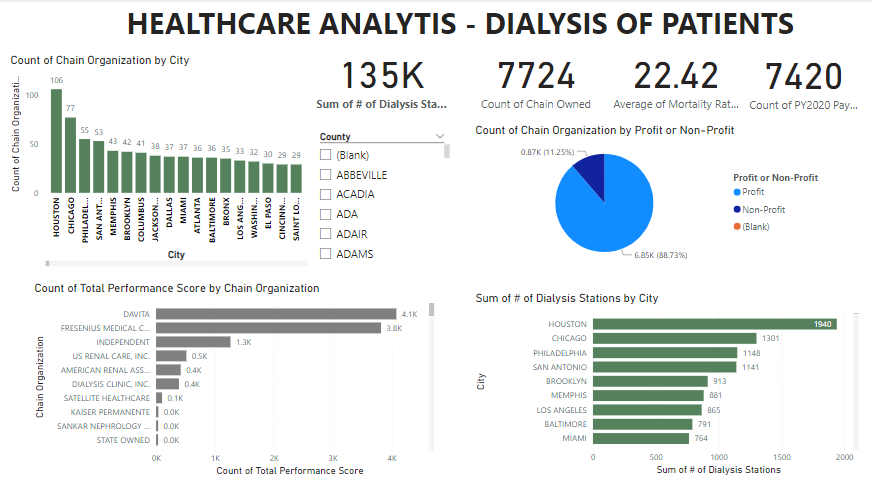 HEALTHCARE ANALYTIS - DIALYSIS OF PATIENTS
Count of Chain Organization by City
Count of Chain Organizati...
100
50
0
106
77
55
53
43
42
41
38
37
37
36
36
35
33
32
30
29
29
HOUSTON
CHICAGO
PHILADEL...
SAN ANT...
MEMPHIS
BROOKLYN
COLUMBUS
JACKSON...
DALLAS
MIAMI
ATLANTA
BALTIMORE
BRONX
LOS ANG...
WASHIN...
EL PASO
CINCINN...
SAINT LO...
City
135K
Sum of # of Dialysis Sta...
7724
Count of Chain Owned
22.42
Average of Mortality Rat...
7420
Count of PY2020 Pay...
County
(Blank)
ABBEVILLE
ACADIA
ADA
ADAIR
ADAMS
Count of Chain Organization by Profit or Non-Profit
0.87K (11.25%)
6.85K (88.73%)
Profit or Non-Profit
Profit
Non-Profit
(Blank)
Count of Total Performance Score by Chain Organization
Chain Organization
DAVITA 4.1K
FRESENIUS MEDICAL C... 3.8K
INDEPENDENT 1.3K
US RENAL CARE, INC. 0.5K
AMERICAN RENAL ASS... 0.4K
DIALYSIS CLINIC, INC. 0.4K
SATELLITE HEALTHCARE 0.1K
KAISER PERMANENTE 0.0K
SANKAR NEPHROLOGY ... 0.0K
STATE OWNED 0.0K
0K 1K 2K 3K 4K
Count of Total Performance Score
Sum of # of Dialysis Stations by City
City
HOUSTON 1940
CHICAGO 1301
PHILADELPHIA 1148
SAN ANTONIO 1141
BROOKLYN 913
MEMPHIS 881
LOS ANGELES 865
BALTIMORE 791
MIAMI 764
0 500 1000 1500 2000
Sum of # of Dialysis Stations